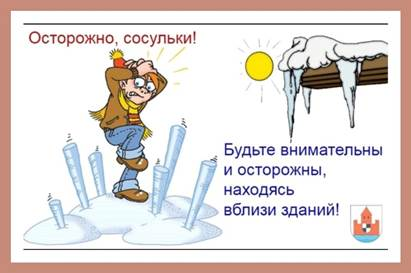 Осторожно, сосульки!
Будьте внимательны
и осторожны,
находясь
вблизи зданий!